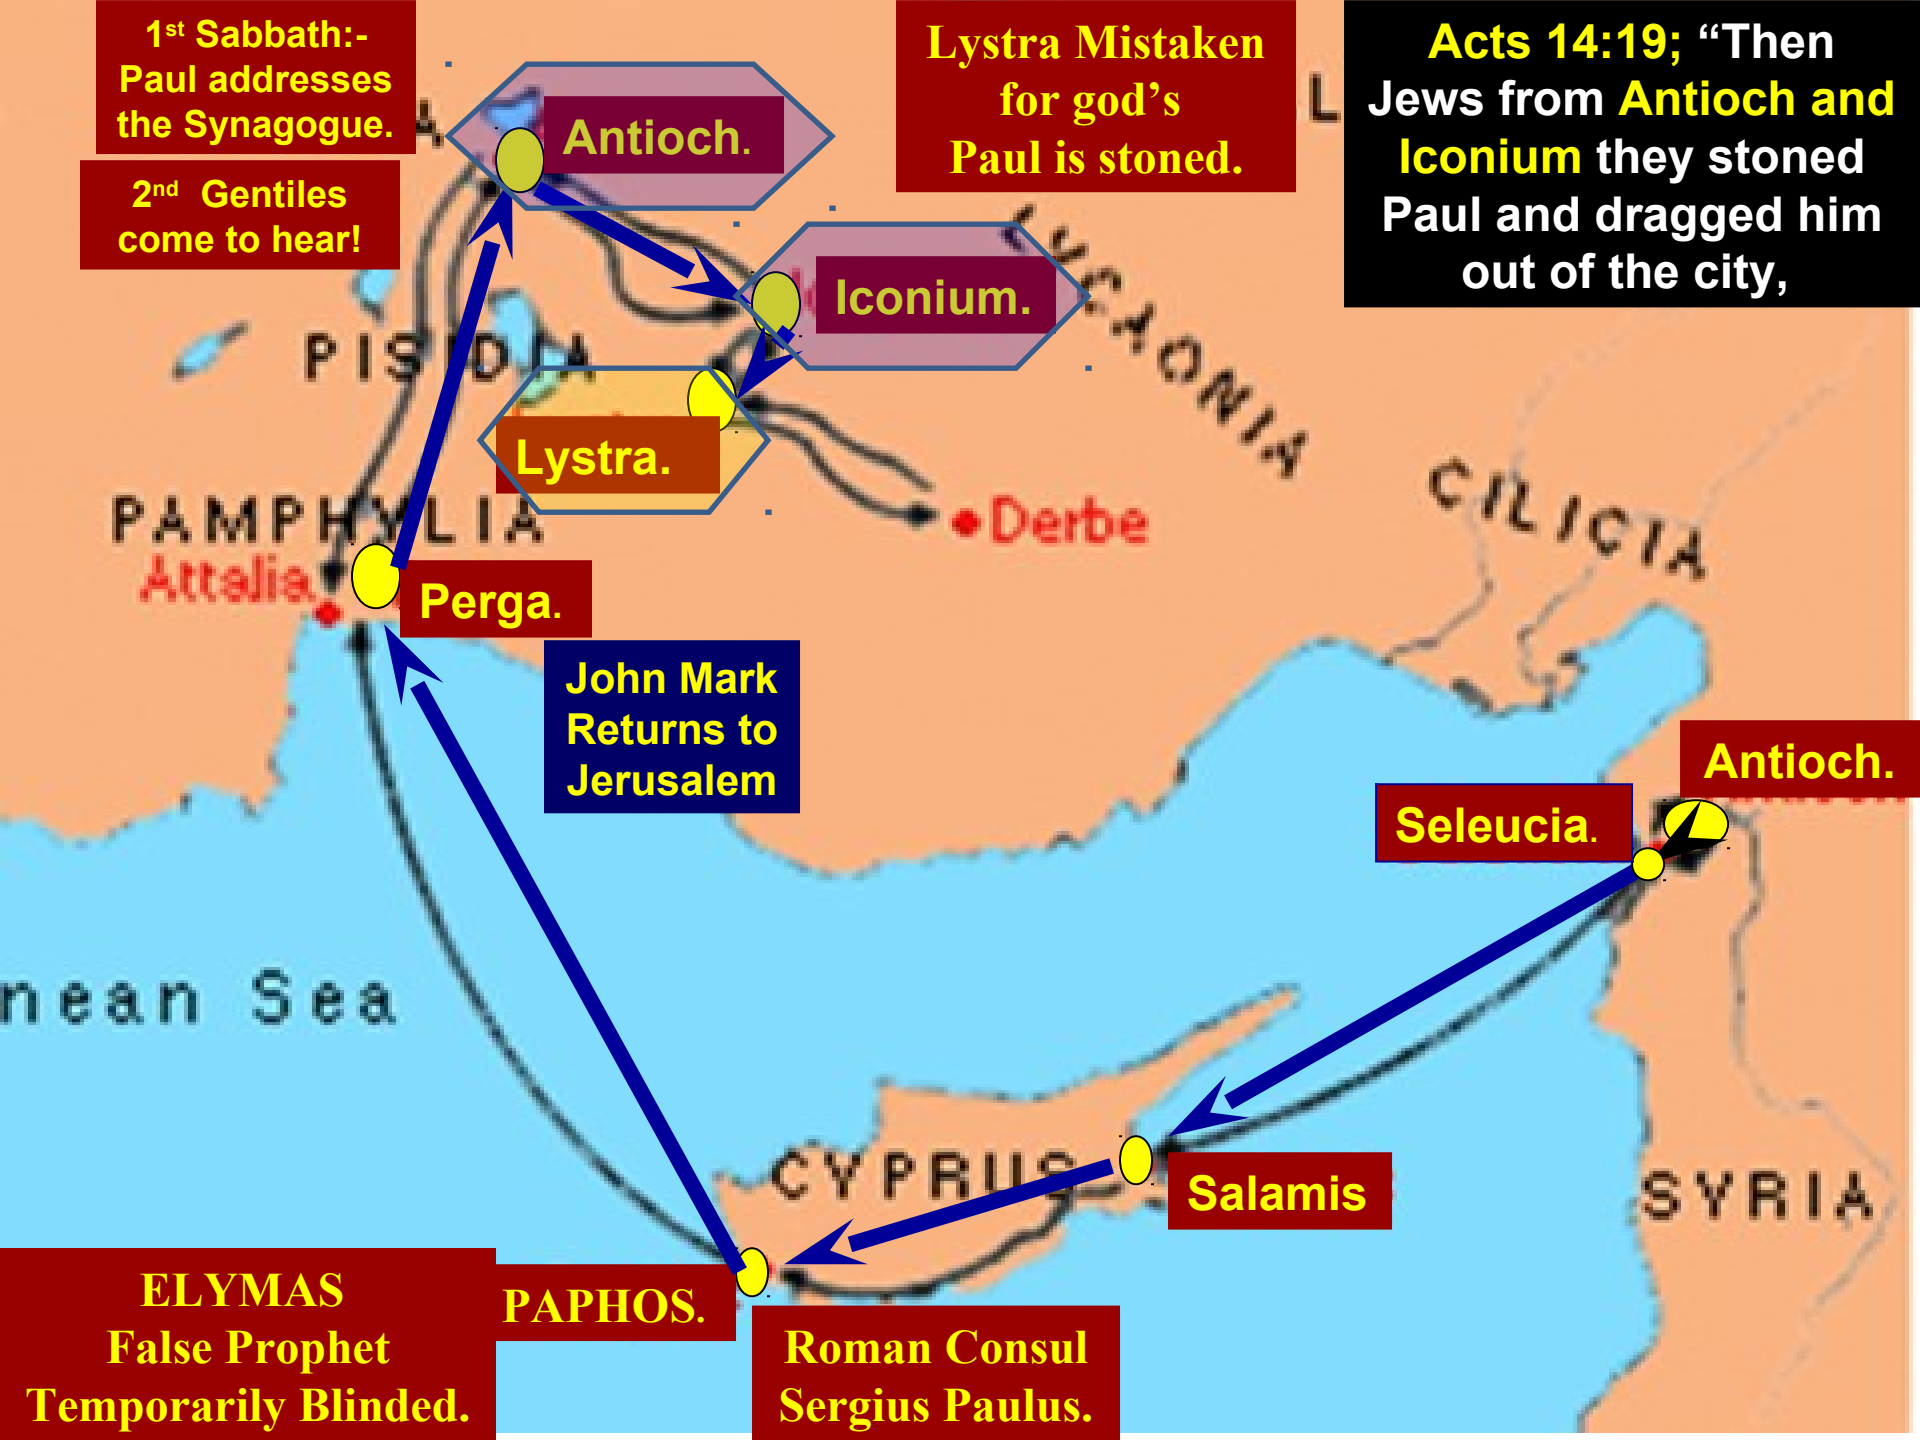 1st Sabbath:-
Paul addresses
the Synagogue.
2nd Gentiles
come to hear!
Antioch.
Lystra Mistaken
for god’s
Paul is stoned.
Acts 14:19; “Then
Jews from Antioch and
Iconium they stoned
Paul and dragged him
out of the city,
A
L
Iconium.
LYCAONIA
PISIDIA
Lystra.
CILICIA
PAMPHYLIA
Derbe
Attalia
Perga.
John Mark
Returns to
Jerusalem
Antioch.
Seleucia.
nean Sea
CYPRUS
Salamis
SYRIA
PAPHOS.
ELYMAS
False Prophet
Temporarily Blinded.
Roman Consul
Sergius Paulus.